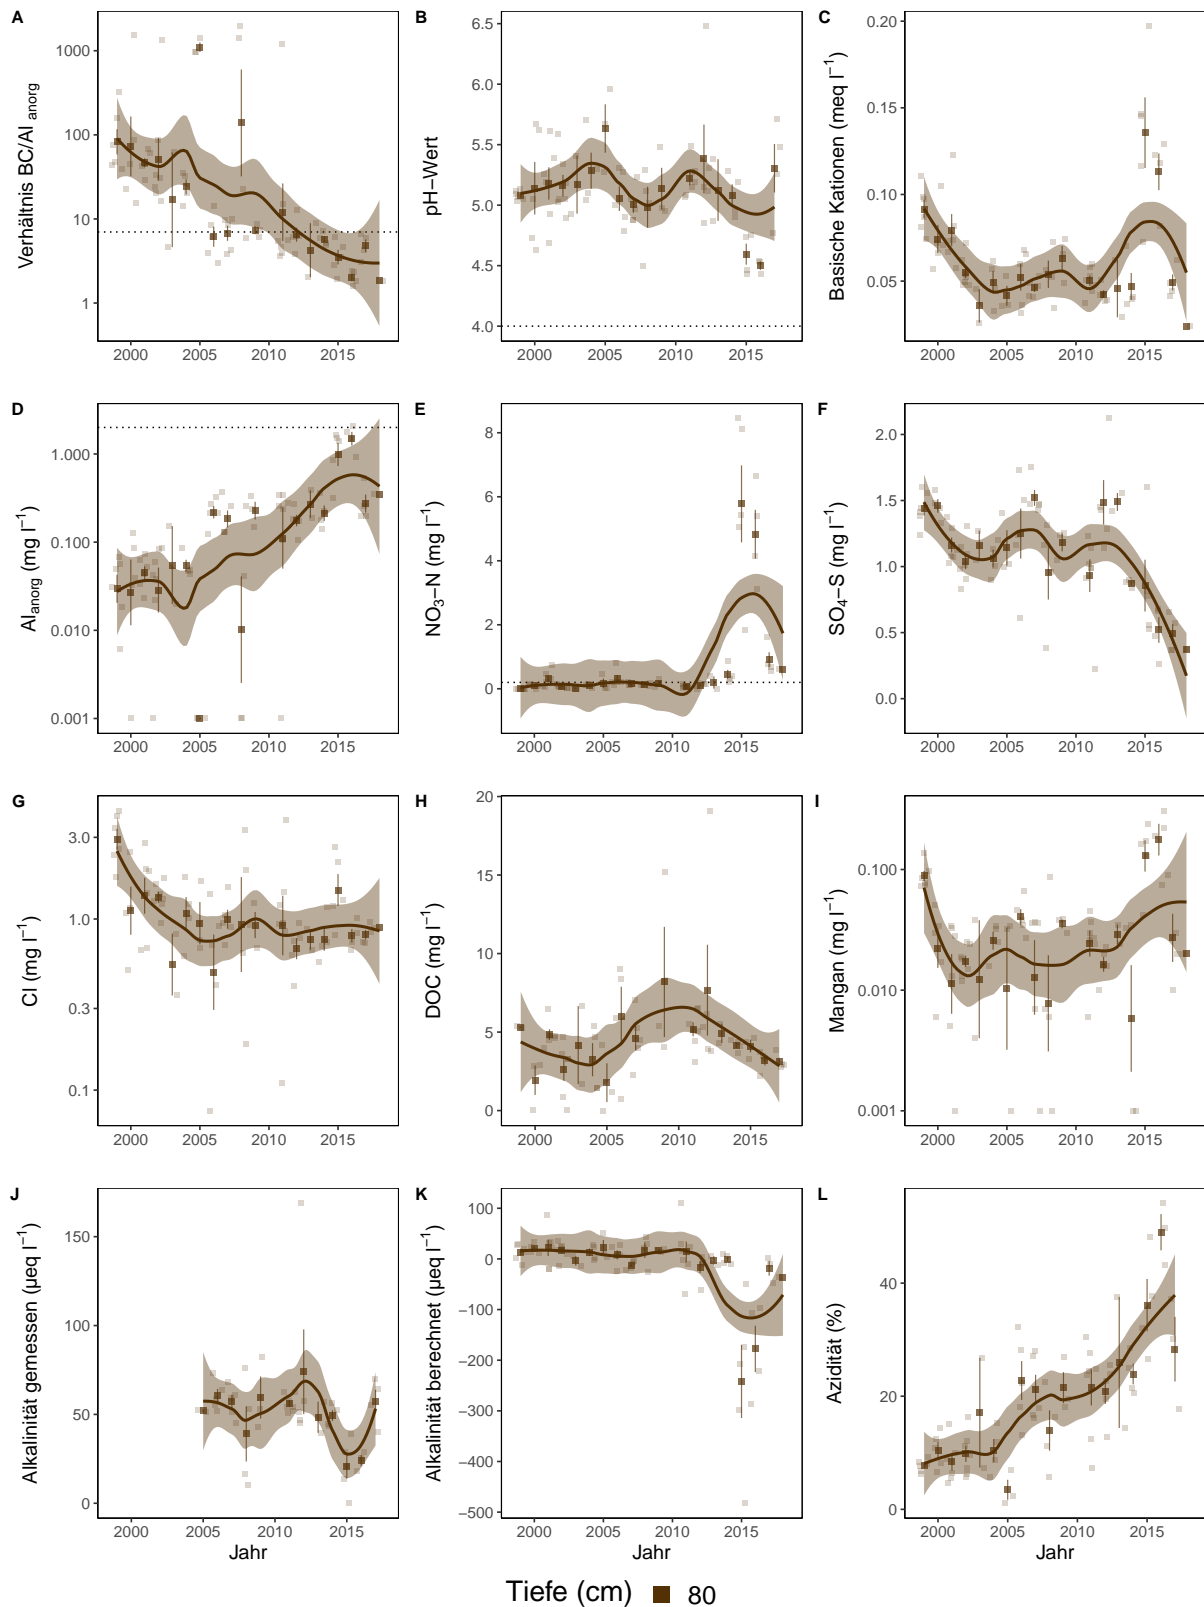 A
Verhältnis BC/Al anorg
1000
100
10
1
2000 2005 2010 2015
B
pH−Wert
6.5
6.0
5.5
5.0
4.5
4.0
2000 2005 2010 2015
C
Basische Kationen (meq l−1)
0.20
0.15
0.10
0.05
2000 2005 2010 2015
D
Alanorg (mg l−1)
1.000
0.100
0.010
0.001
2000 2005 2010 2015
E
NO3−N (mg l−1)
8
6
4
2
0
2000 2005 2010 2015
F
SO4−S (mg l−1)
2.0
1.5
1.0
0.5
0.0
2000 2005 2010 2015
G
Cl (mg l−1)
3.0
1.0
0.3
0.1
2000 2005 2010 2015
H
DOC (mg l−1)
20
15
10
5
0
2000 2005 2010 2015
I
Mangan (mg l−1)
0.100
0.010
0.001
2000 2005 2010 2015
J
Alkalinität gemessen (µeq l−1)
150
100
50
0
2000 2005 2010 2015
Jahr
K
Alkalinität berechnet (µeq l−1)
100
0
−100
−200
−300
−400
−500
2000 2005 2010 2015
Jahr
L
Azidität (%)
40
20
0
2000 2005 2010 2015
Jahr
Tiefe (cm) 80